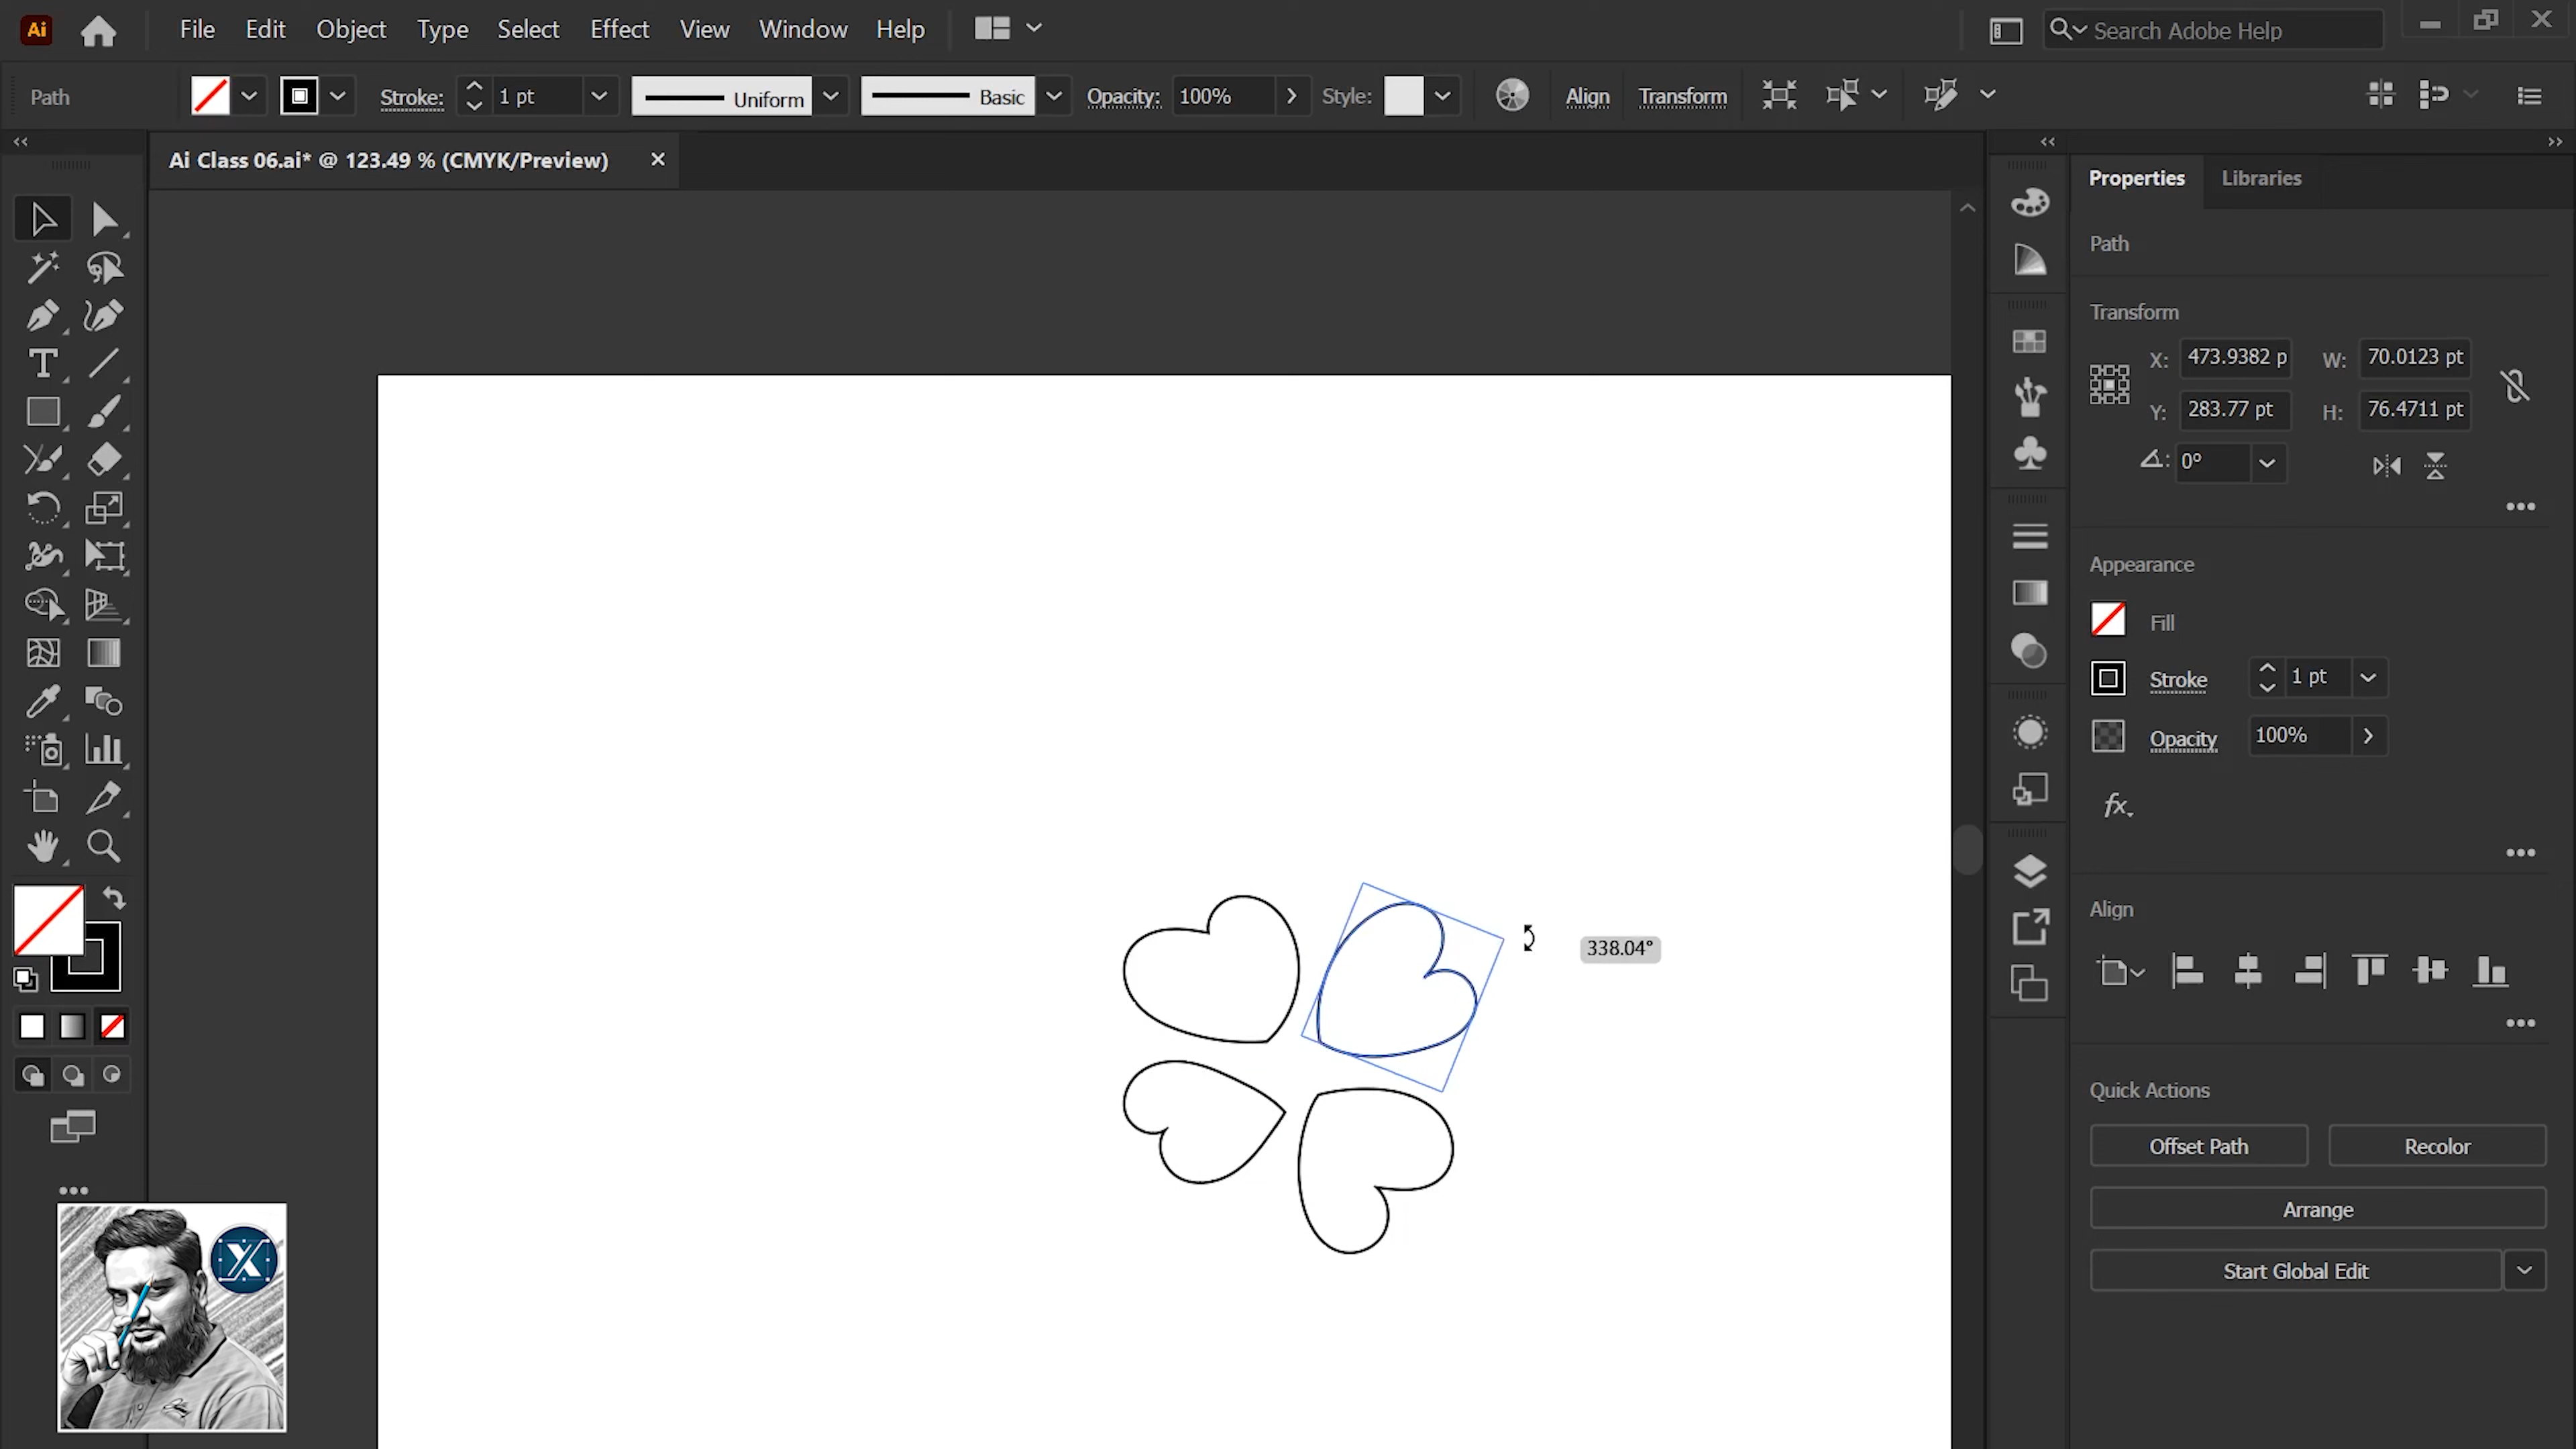 Ai
File Edit Object Type Select Effect View Window Help
Search Adobe Help
Path
Stroke: 1 pt
Uniform
Basic
Opacity: 100%
Style:
Align
Transform
Ai Class 06.ai* @ 123.49 % (CMYK/Preview)
Properties
Libraries
Path
Transform
X: 473.9382 p
W: 70.0123 pt
Y: 283.77 pt
H: 76.4711 pt
0°
Appearance
Fill
Stroke
1 pt
Opacity
100%
fx
338.04°
Align
Quick Actions
Offset Path
Recolor
Arrange
Start Global Edit
X